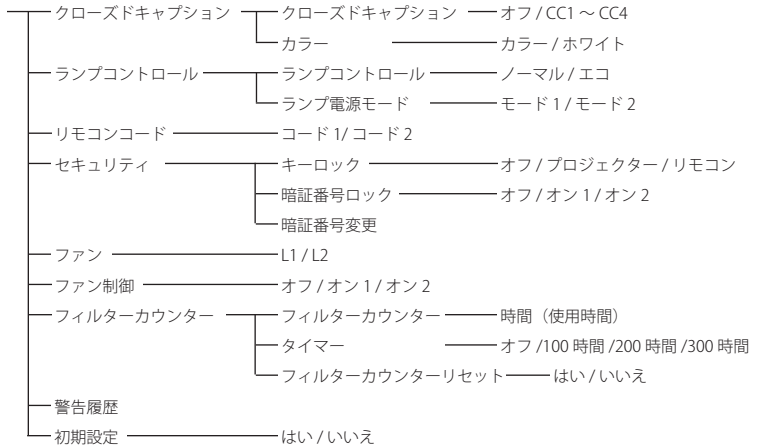 クローズドキャプション クローズドキャプション オフ / CC1 ～ CC4
カラー カラー / ホワイト
ランプコントロール ランプコントロール ノーマル / エコ
ランプ電源モード モード 1 / モード 2
リモコンコード コード 1/ コード 2
セキュリティ キーロック オフ / プロジェクター / リモコン
暗証番号ロック オフ / オン 1 / オン 2
暗証番号変更
ファン L1 / L2
ファン制御 オフ / オン 1 / オン 2
フィルターカウンター フィルターカウンター 時間（使用時間）
タイマー オフ /100 時間 /200 時間 /300 時間
フィルターカウンターリセット はい / いいえ
警告履歴
初期設定 はい / いいえ